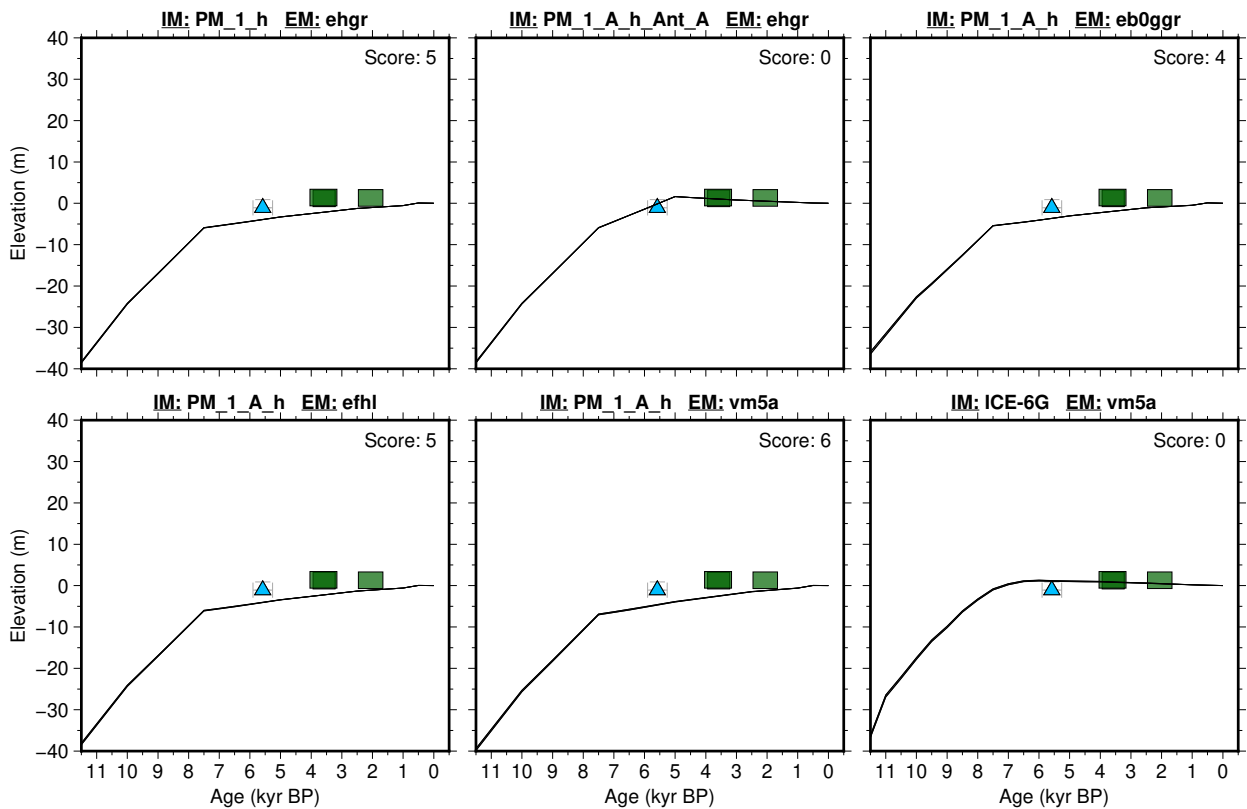 IM: PM_1_h EM: ehgr
IM: PM_1_A_h_Ant_A EM: ehgr
IM: PM_1_A_h EM: eb0ggr
Score: 5
Score: 0
Score: 4
40
30
20
10
0
−10
−20
−30
−40
Elevation (m)
IM: PM_1_A_h EM: efhl
IM: PM_1_A_h EM: vm5a
IM: ICE-6G EM: vm5a
Score: 5
Score: 6
Score: 0
40
30
20
10
0
−10
−20
−30
−40
Elevation (m)
11 10 9 8 7 6 5 4 3 2 1 0
11 10 9 8 7 6 5 4 3 2 1 0
11 10 9 8 7 6 5 4 3 2 1 0
Age (kyr BP)
Age (kyr BP)
Age (kyr BP)